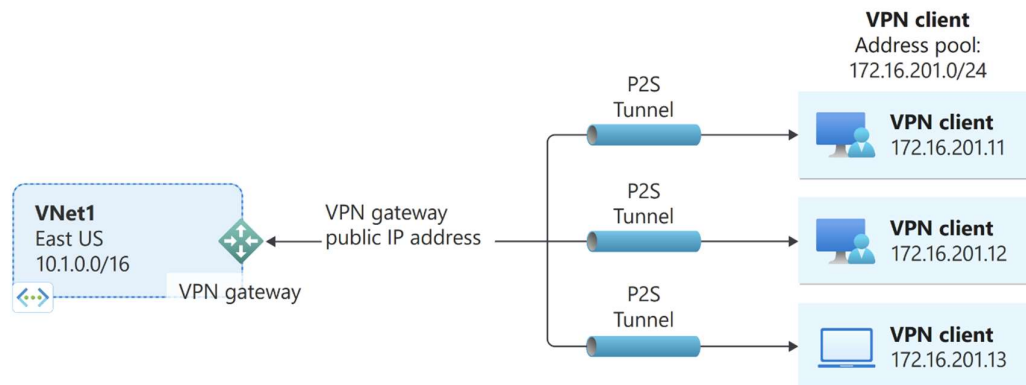 VPN client
Address pool:
172.16.201.0/24
P2S
Tunnel
VPN client
172.16.201.11
VNet1
East US
10.1.0.0/16
VPN gateway
VPN gateway
public IP address
P2S
Tunnel
VPN client
172.16.201.12
P2S
Tunnel
VPN client
172.16.201.13